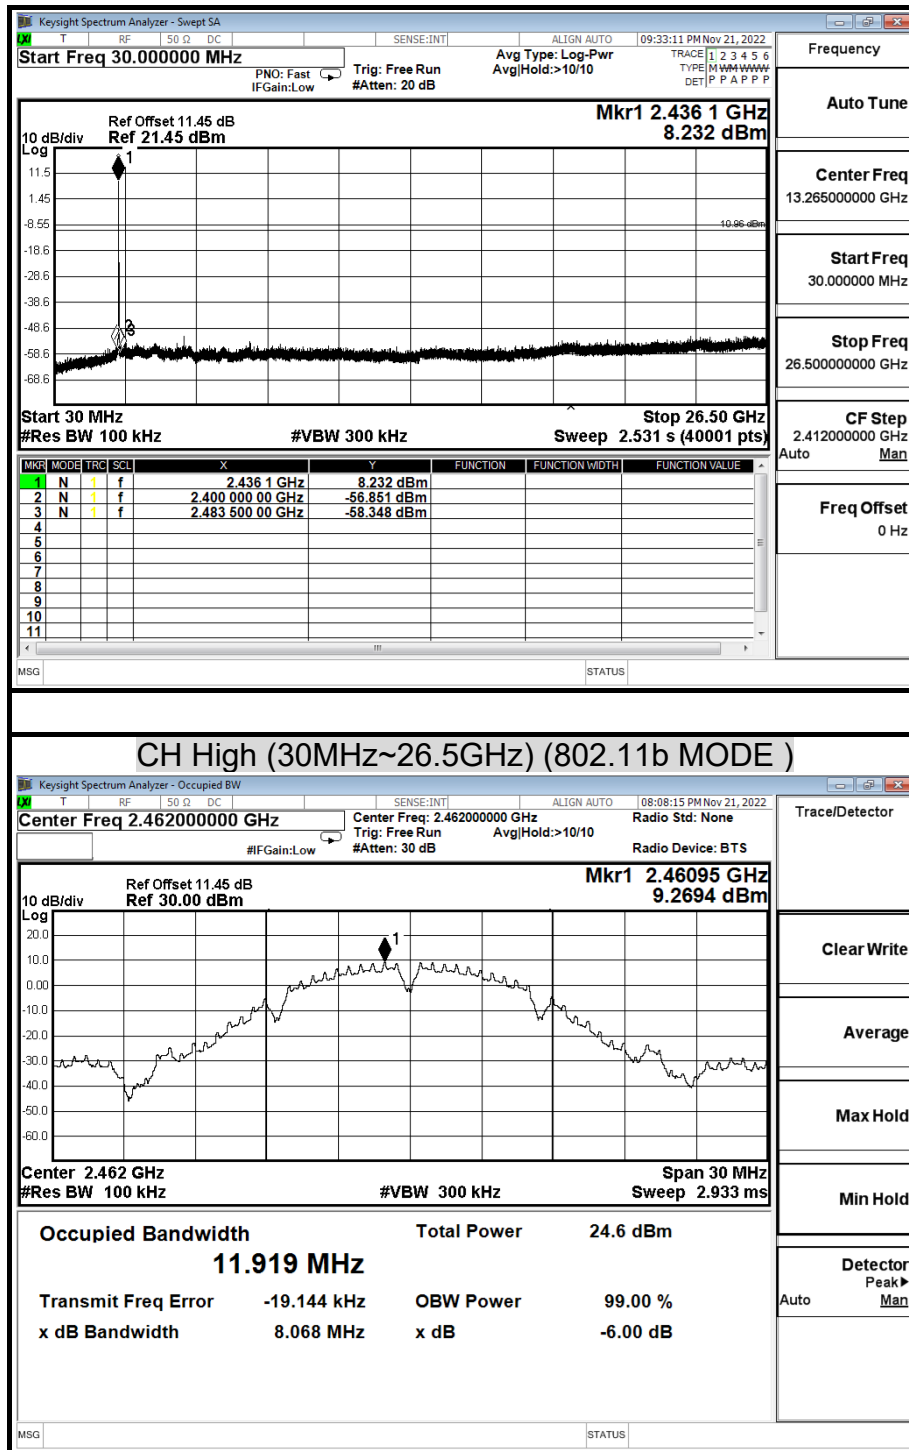 Keysight Spectrum Analyzer - Swept SA
LXI T RF 50 Ω DC SENSE:INT ALIGN AUTO 09:33:11 PM Nov 21, 2022
Start Freq 30.000000 MHz
PNO: Fast
IFGain:Low
Trig: Free Run
#Atten: 20 dB
Avg Type: Log-Pwr
Avg|Hold:>10/10
TRACE 1 2 3 4 5 6
TYPE M WM WWWW
DET P P A P P P
Frequency
Auto Tune
Center Freq
13.265000000 GHz
Start Freq
30.000000 MHz
Stop Freq
26.500000000 GHz
CF Step
2.412000000 GHz
Auto Man
Freq Offset
0 Hz
Mkr1 2.436 1 GHz
8.232 dBm
Ref Offset 11.45 dB
10 dB/div Ref 21.45 dBm
Log
1
11.5
1.45
-8.55
10.96 dBm
-18.6
-28.6
-38.6
-48.6
3
-58.6
-68.6
Start 30 MHz Stop 26.50 GHz
#Res BW 100 kHz #VBW 300 kHz Sweep 2.531 s (40001 pts)
MKR MODE TRC SCL X Y FUNCTION FUNCTION WIDTH FUNCTION VALUE
1 N 1 f 2.436 1 GHz 8.232 dBm
2 N 1 f 2.400 000 00 GHz -56.851 dBm
3 N 1 f 2.483 500 00 GHz -58.348 dBm
4
5
6
7
8
9
10
11
MSG STATUS
CH High (30MHz~26.5GHz) (802.11b MODE )
Keysight Spectrum Analyzer - Occupied BW
LXI T RF 50 Ω DC SENSE:INT ALIGN AUTO 08:08:15 PM Nov 21, 2022
Center Freq 2.462000000 GHz
#IFGain:Low
Center Freq: 2.462000000 GHz
Trig: Free Run Avg|Hold:>10/10
#Atten: 30 dB
Radio Std: None
Radio Device: BTS
Trace/Detector
Clear Write
Average
Max Hold
Min Hold
Detector
Peak▶
Auto Man
Mkr1 2.46095 GHz
9.2694 dBm
Ref Offset 11.45 dB
10 dB/div Ref 30.00 dBm
Log
20.0
1
10.0
0.00
-10.0
-20.0
-30.0
-40.0
-50.0
-60.0
Center 2.462 GHz Span 30 MHz
#Res BW 100 kHz #VBW 300 kHz Sweep 2.933 ms
Occupied Bandwidth Total Power 24.6 dBm
11.919 MHz
Transmit Freq Error -19.144 kHz OBW Power 99.00 %
x dB Bandwidth 8.068 MHz x dB -6.00 dB
MSG STATUS